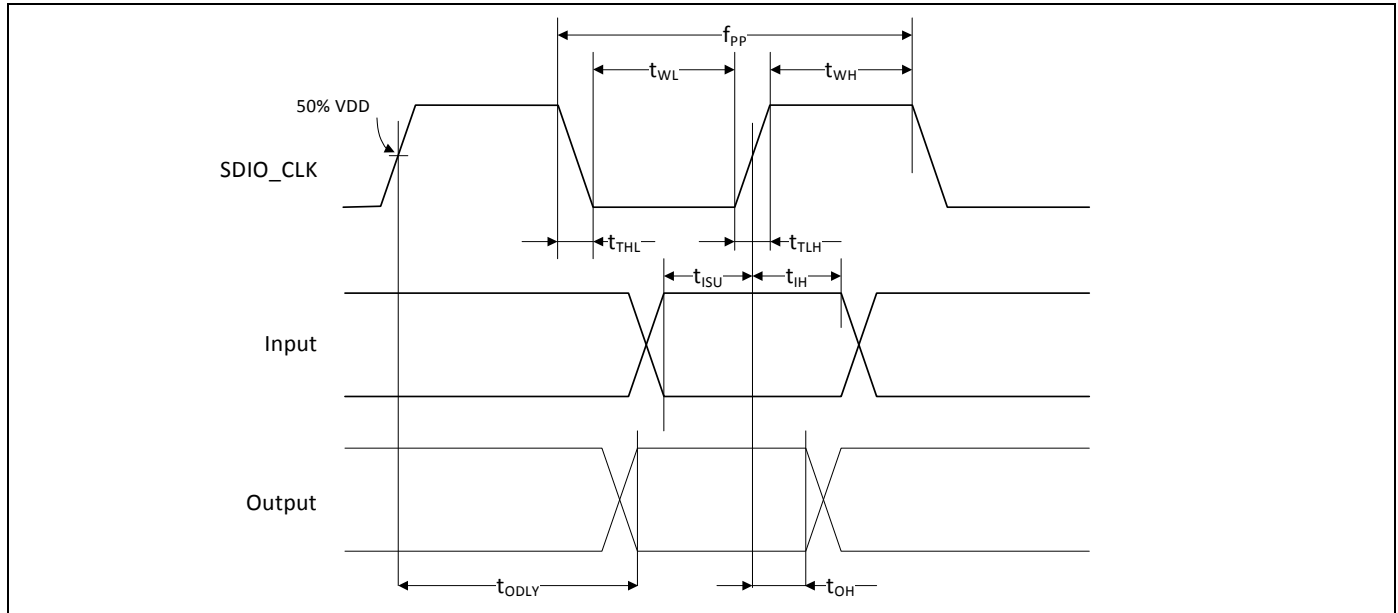 fPP
tWL
tWH
50% VDD
SDIO_CLK
tTHL
tTLH
tISU
tIH
Input
Output
tODLY
tOH